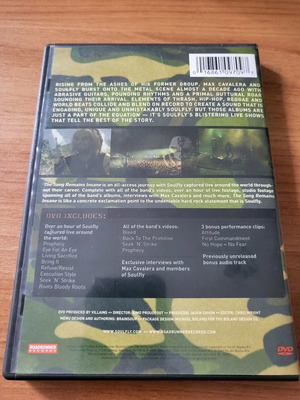 RISING FROM THE ASHES OF HIS FORMER GROUP, MAX CAVALERA AND
SOULFLY BURST ONTO THE METAL SCENE ALMOST A DECADE AGO WITH
ABRASIVE GUITARS, POUNDING RHYTHMS AND A PRIMAL GUTTURAL ROAR
SOUNDING THEIR ARRIVAL. ELEMENTS OF THRASH, HIP-HOP, REGGAE AND
WORLD BEATS COLLIDE AND BLEND ON RECORD TO CREATE A SOUND THAT IS
ENGAGING, UNIQUE AND UNMISTAKABLY SOULFLY. BUT THOSE ALBUMS ARE
JUST A PART OF THE EQUATION — IT'S SOULFLY'S BLISTERING LIVE SHOWS
THAT TELL THE REST OF THE STORY.
The Song Remains Insane is an all-access journey with Soulfly captured live around the world through-
out their career. Complete with all of the band's videos, over an hour of live footage, studio footage
spanning all of the band's albums, interviews with Max Cavalera and much more. The Song Remains
Insane is like a concrete exclamation point to the undeniable hard rock statement that is Soulfly.
DVD INCLUDES:
Over an hour of Soulfly
captured live around the
world:
Prophecy
Eye For An Eye
Living Sacrifice
Bring It
Refuse/Resist
Execution Style
Seek 'N' Strike
Roots Bloody Roots
All of the band's videos:
Bleed
Back To The Primitive
Seek 'N' Strike
Prophecy
Exclusive interviews with
Max Cavalera and members
of Soulfly
3 bonus performance clips:
Attitude
First Commandment
No Hope = No Fear
Previously unreleased
bonus audio track
WWW.SOULFLY.COM WWW.ROADRUNNERRECORDS.COM
ROADRUNNER
RECORDS
DVD